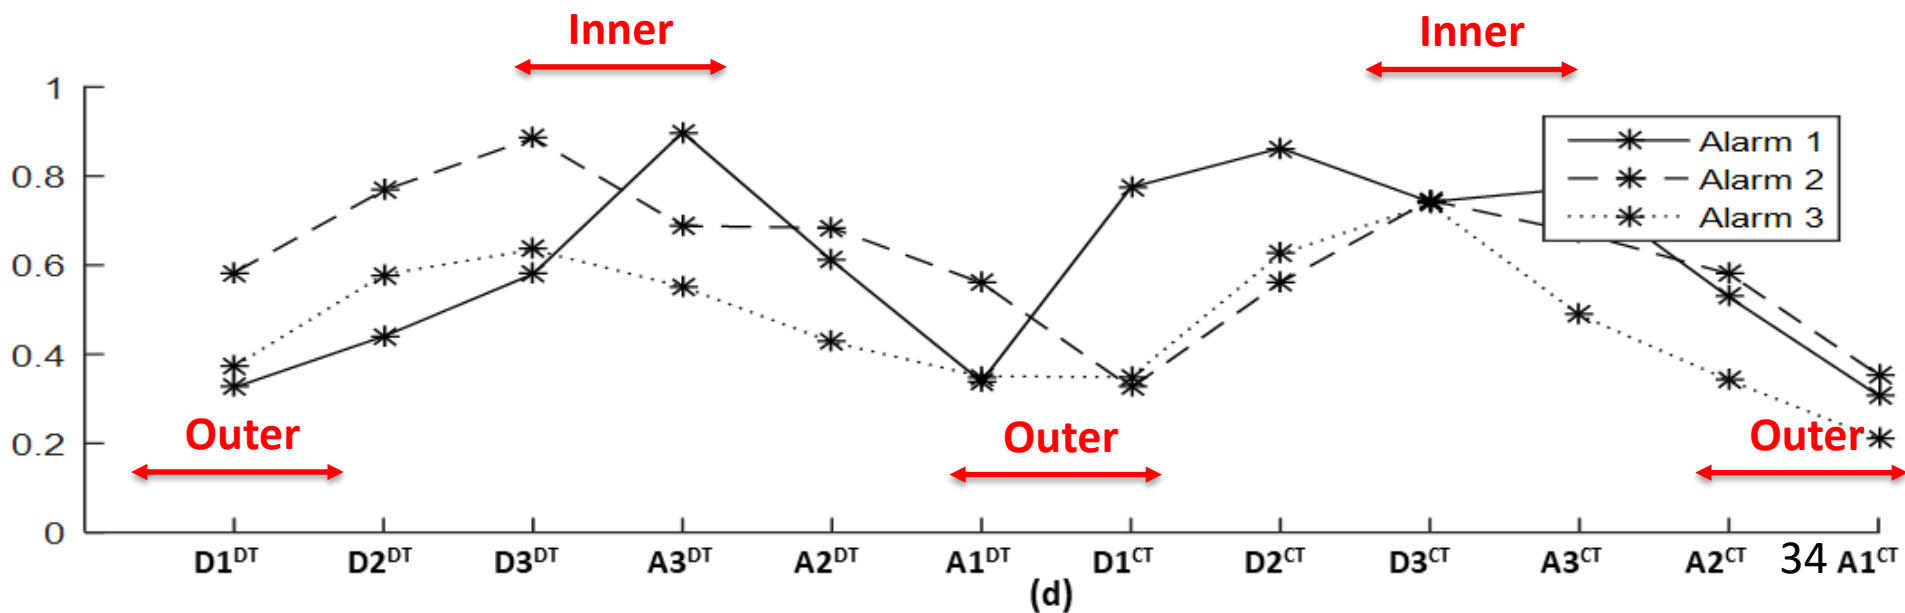 Inner Inner
1
Alarm 1
0.8
Alarm 2
Alarm 3
0.6
0.4
Outer Outer Outer
0.2
0
D1ᴰᵀ D2ᴰᵀ D3ᴰᵀ A3ᴰᵀ A2ᴰᵀ A1ᴰᵀ D1ᶜᵀ D2ᶜᵀ D3ᶜᵀ A3ᶜᵀ A2ᶜᵀ 34 A1ᶜᵀ
(d)